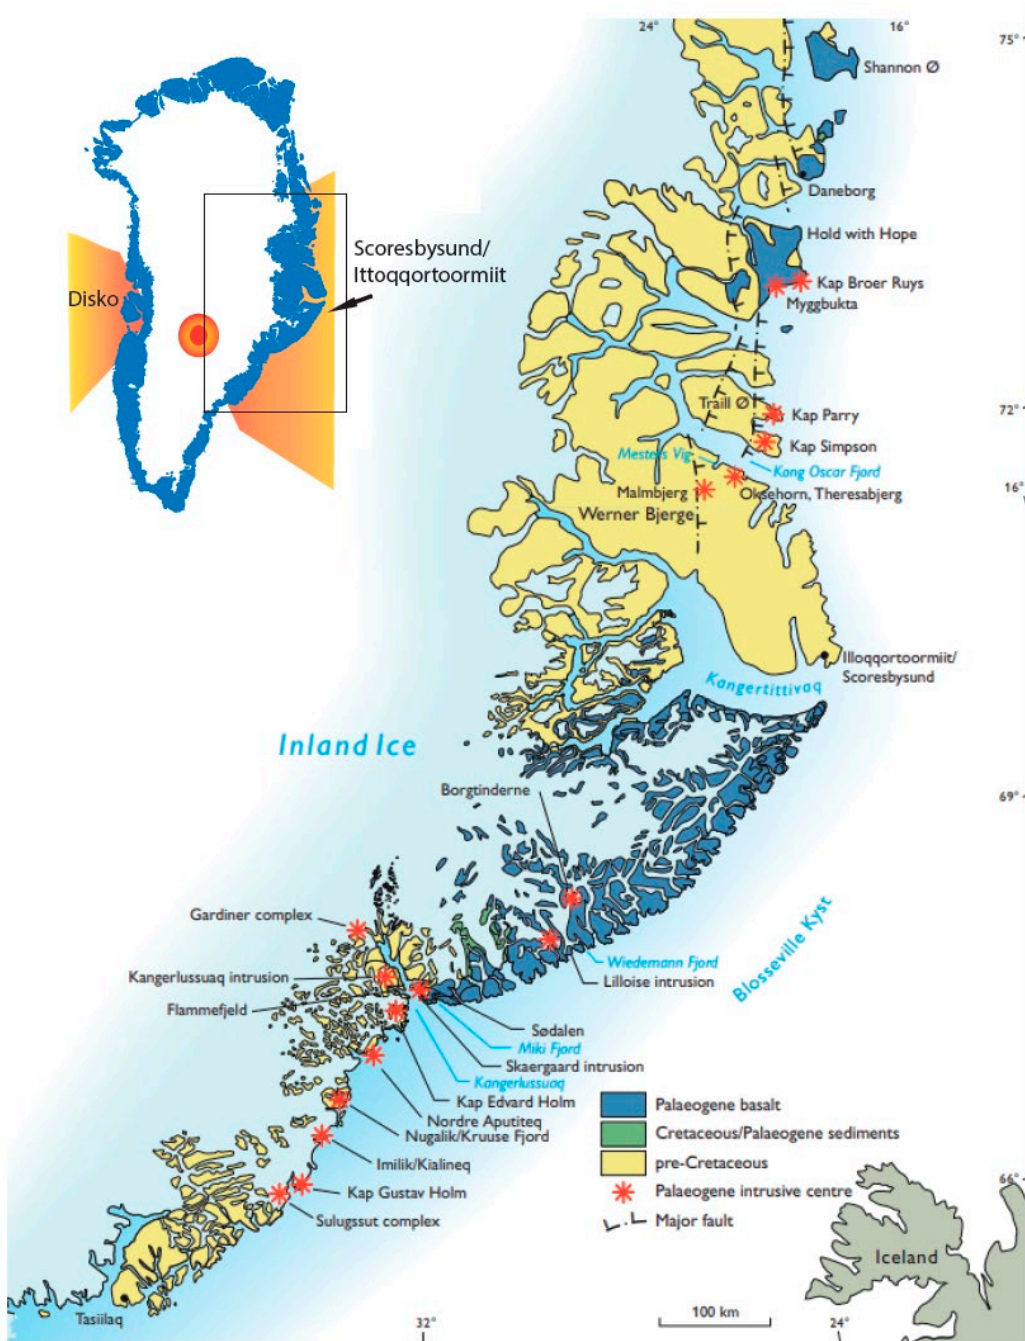 24°
16°
75°
Shannon Ø
Daneborg
Hold with Hope
Scoresbysund/
Ittoqqortoormiit
Disko
Kap Broer Ruys
Myggbukta
Traill Ø
72°
Kap Parry
Kap Simpson
Mesters Vig
Kong Oscar Fjord
16°
Malmbjerg
Oksehorn, Theresabjerg
Werner Bjerge
Illoqqortoormiit/
Scoresbysund
Kangertittivaq
Inland Ice
Borgtinderne
69°
Gardiner complex
Blosseville Kyst
Wiedemann Fjord
Kangerlussuaq intrusion
Lilloise intrusion
Flammefjeld
Sødalen
Miki Fjord
Skaergaard intrusion
Kangerlussuaq
Kap Edvard Holm
Nordre Aputiteq
Nugalik/Kruuse Fjord
Imilik/Kialineq
Kap Gustav Holm
Sulugssut complex
Palaeogene basalt
Cretaceous/Palaeogene sediments
pre-Cretaceous
Palaeogene intrusive centre
Major fault
66°
Iceland
100 km
Tasiilaq
32°
24°